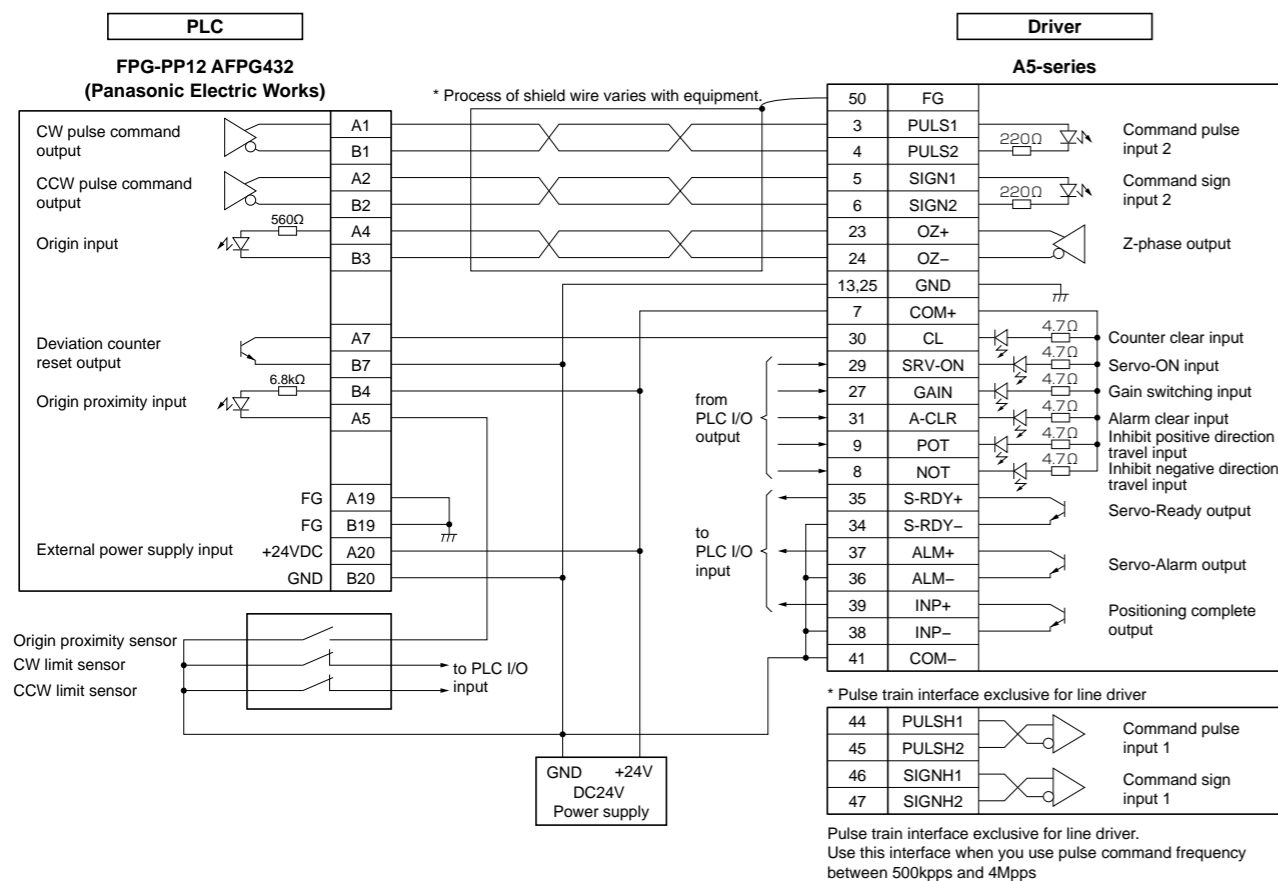 PLC
Driver
FPG-PP12 AFPG432
(Panasonic Electric Works)
A5-series
* Process of shield wire varies with equipment.
CW pulse command
output
A1
B1
CCW pulse command
output
A2
B2
Origin input
560Ω
A4
B3
Deviation counter
reset output
A7
B7
Origin proximity input
6.8kΩ
B4
A5
FG A19
FG B19
External power supply input +24VDC A20
GND B20
Origin proximity sensor
CW limit sensor
CCW limit sensor
to PLC I/O
input
GND +24V
DC24V
Power supply
from
PLC I/O
output
to
PLC I/O
input
50 FG
3 PULS1
4 PULS2
220Ω
Command pulse
input 2
5 SIGN1
6 SIGN2
220Ω
Command sign
input 2
23 OZ+
24 OZ−
Z-phase output
13,25 GND
7 COM+
30 CL 4.7Ω Counter clear input
29 SRV-ON 4.7Ω Servo-ON input
27 GAIN 4.7Ω Gain switching input
31 A-CLR 4.7Ω Alarm clear input
9 POT 4.7Ω Inhibit positive direction
travel input
8 NOT 4.7Ω Inhibit negative direction
travel input
35 S-RDY+
34 S-RDY−
Servo-Ready output
37 ALM+
36 ALM−
Servo-Alarm output
39 INP+
38 INP−
Positioning complete
output
41 COM−
* Pulse train interface exclusive for line driver
44 PULSH1
45 PULSH2
Command pulse
input 1
46 SIGNH1
47 SIGNH2
Command sign
input 1
Pulse train interface exclusive for line driver.
Use this interface when you use pulse command frequency
between 500kpps and 4Mpps